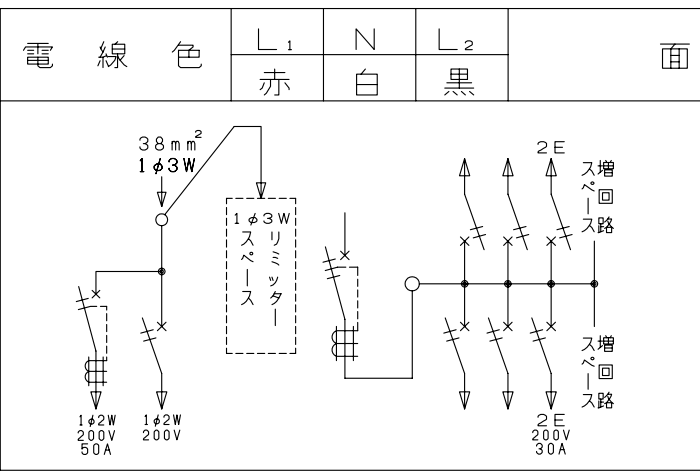 電線色 L1 N L2 面
赤 白 黒
38mm²
1φ3W
1φ3W
リミッター
スペース
2E
増回路
スペース
増回路
スペース
1φ2W
200V
50A
1φ2W
200V
2E
200V
30A